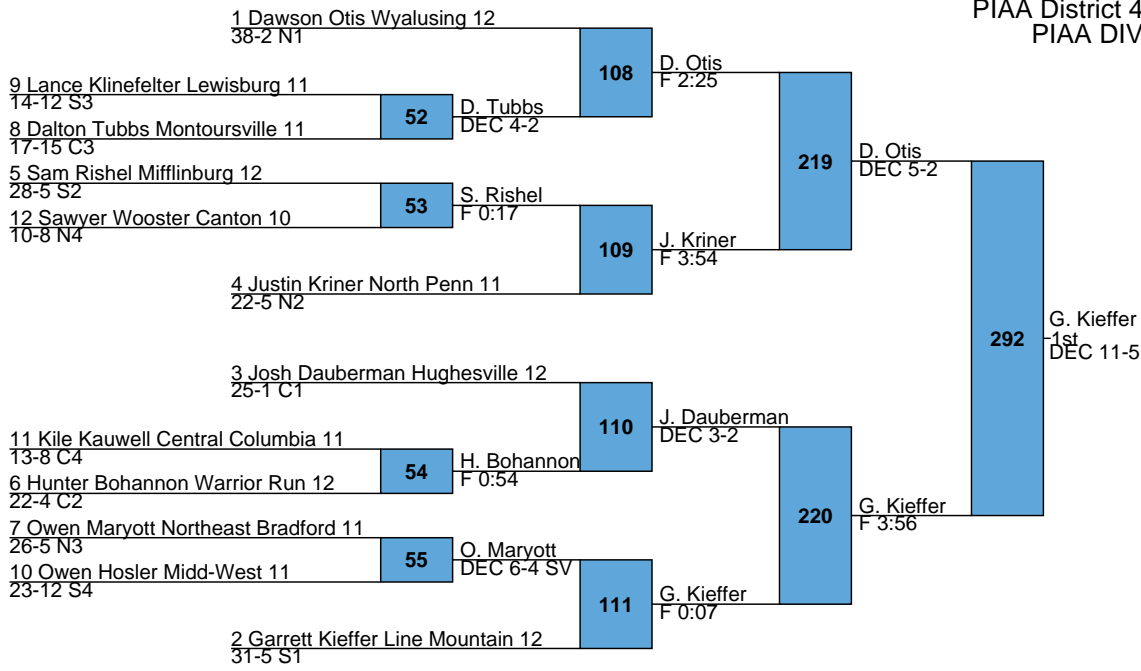 PIAA District 4
PIAA DIV
1 Dawson Otis Wyalusing 12
38-2 N1
108
D. Otis
F 2:25
9 Lance Klinefelter Lewisburg 11
14-12 S3
52
D. Tubbs
DEC 4-2
8 Dalton Tubbs Montoursville 11
17-15 C3
219
D. Otis
DEC 5-2
5 Sam Rishel Mifflinburg 12
28-5 S2
53
S. Rishel
F 0:17
12 Sawyer Wooster Canton 10
10-8 N4
109
J. Kriner
F 3:54
4 Justin Kriner North Penn 11
22-5 N2
292
G. Kieffer
1st
DEC 11-5
3 Josh Dauberman Hughesville 12
25-1 C1
110
J. Dauberman
DEC 3-2
11 Kile Kauwell Central Columbia 11
13-8 C4
54
H. Bohannon
F 0:54
6 Hunter Bohannon Warrior Run 12
22-4 C2
220
G. Kieffer
F 3:56
7 Owen Maryott Northeast Bradford 11
26-5 N3
55
O. Maryott
DEC 6-4 SV
10 Owen Hosler Midd-West 11
23-12 S4
111
G. Kieffer
F 0:07
2 Garrett Kieffer Line Mountain 12
31-5 S1